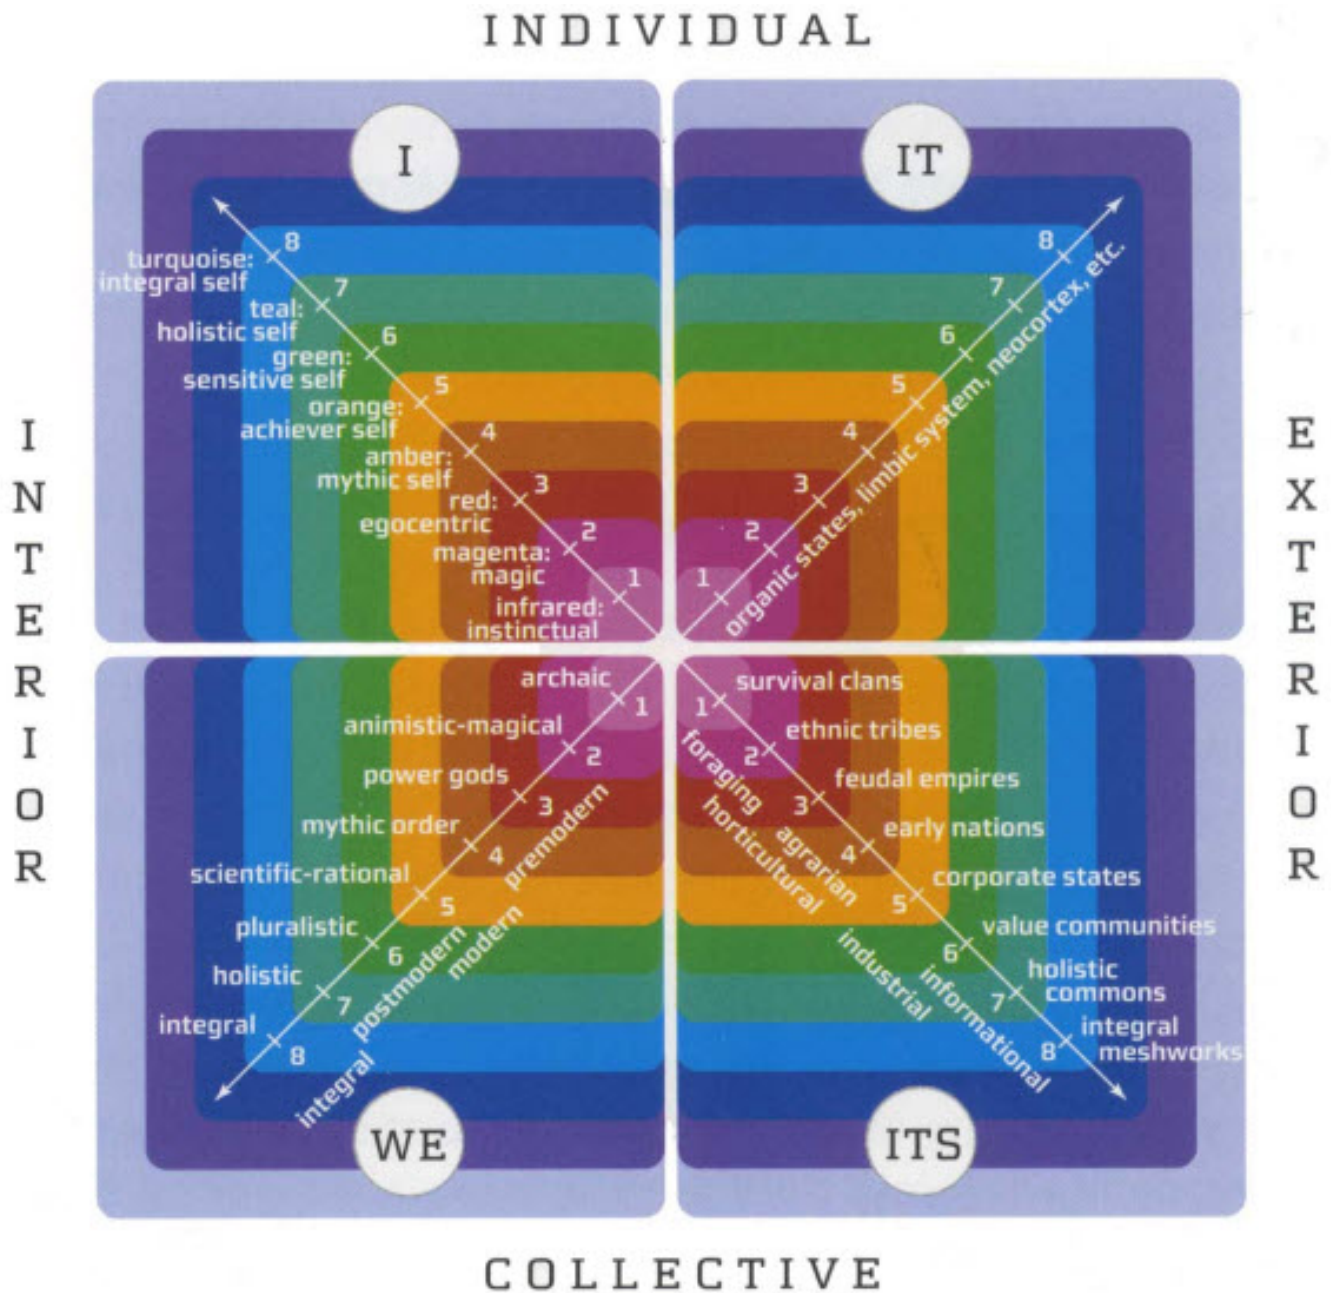 INDIVIDUAL
INTERIOR
EXTERIOR
COLLECTIVE
I
8
turquoise:
integral self
7
teal:
holistic self
6
green:
sensitive self
5
orange:
achiever self
4
amber:
mythic self
3
red:
egocentric
2
magenta:
magic
1
infrared:
instinctual
IT
8
7
6
5
4
3
2
1
organic states, limbic system, neocortex, etc.
archaic
1
animistic-magical
2
power gods
3
mythic order
4
scientific-rational
5
pluralistic
6
holistic
7
integral
8
premodern
modern
postmodern
integral
WE
survival clans
1
ethnic tribes
2
feudal empires
3
early nations
4
corporate states
5
value communities
6
holistic
commons
7
integral
meshworks
8
foraging
horticultural
agrarian
industrial
informational
ITS